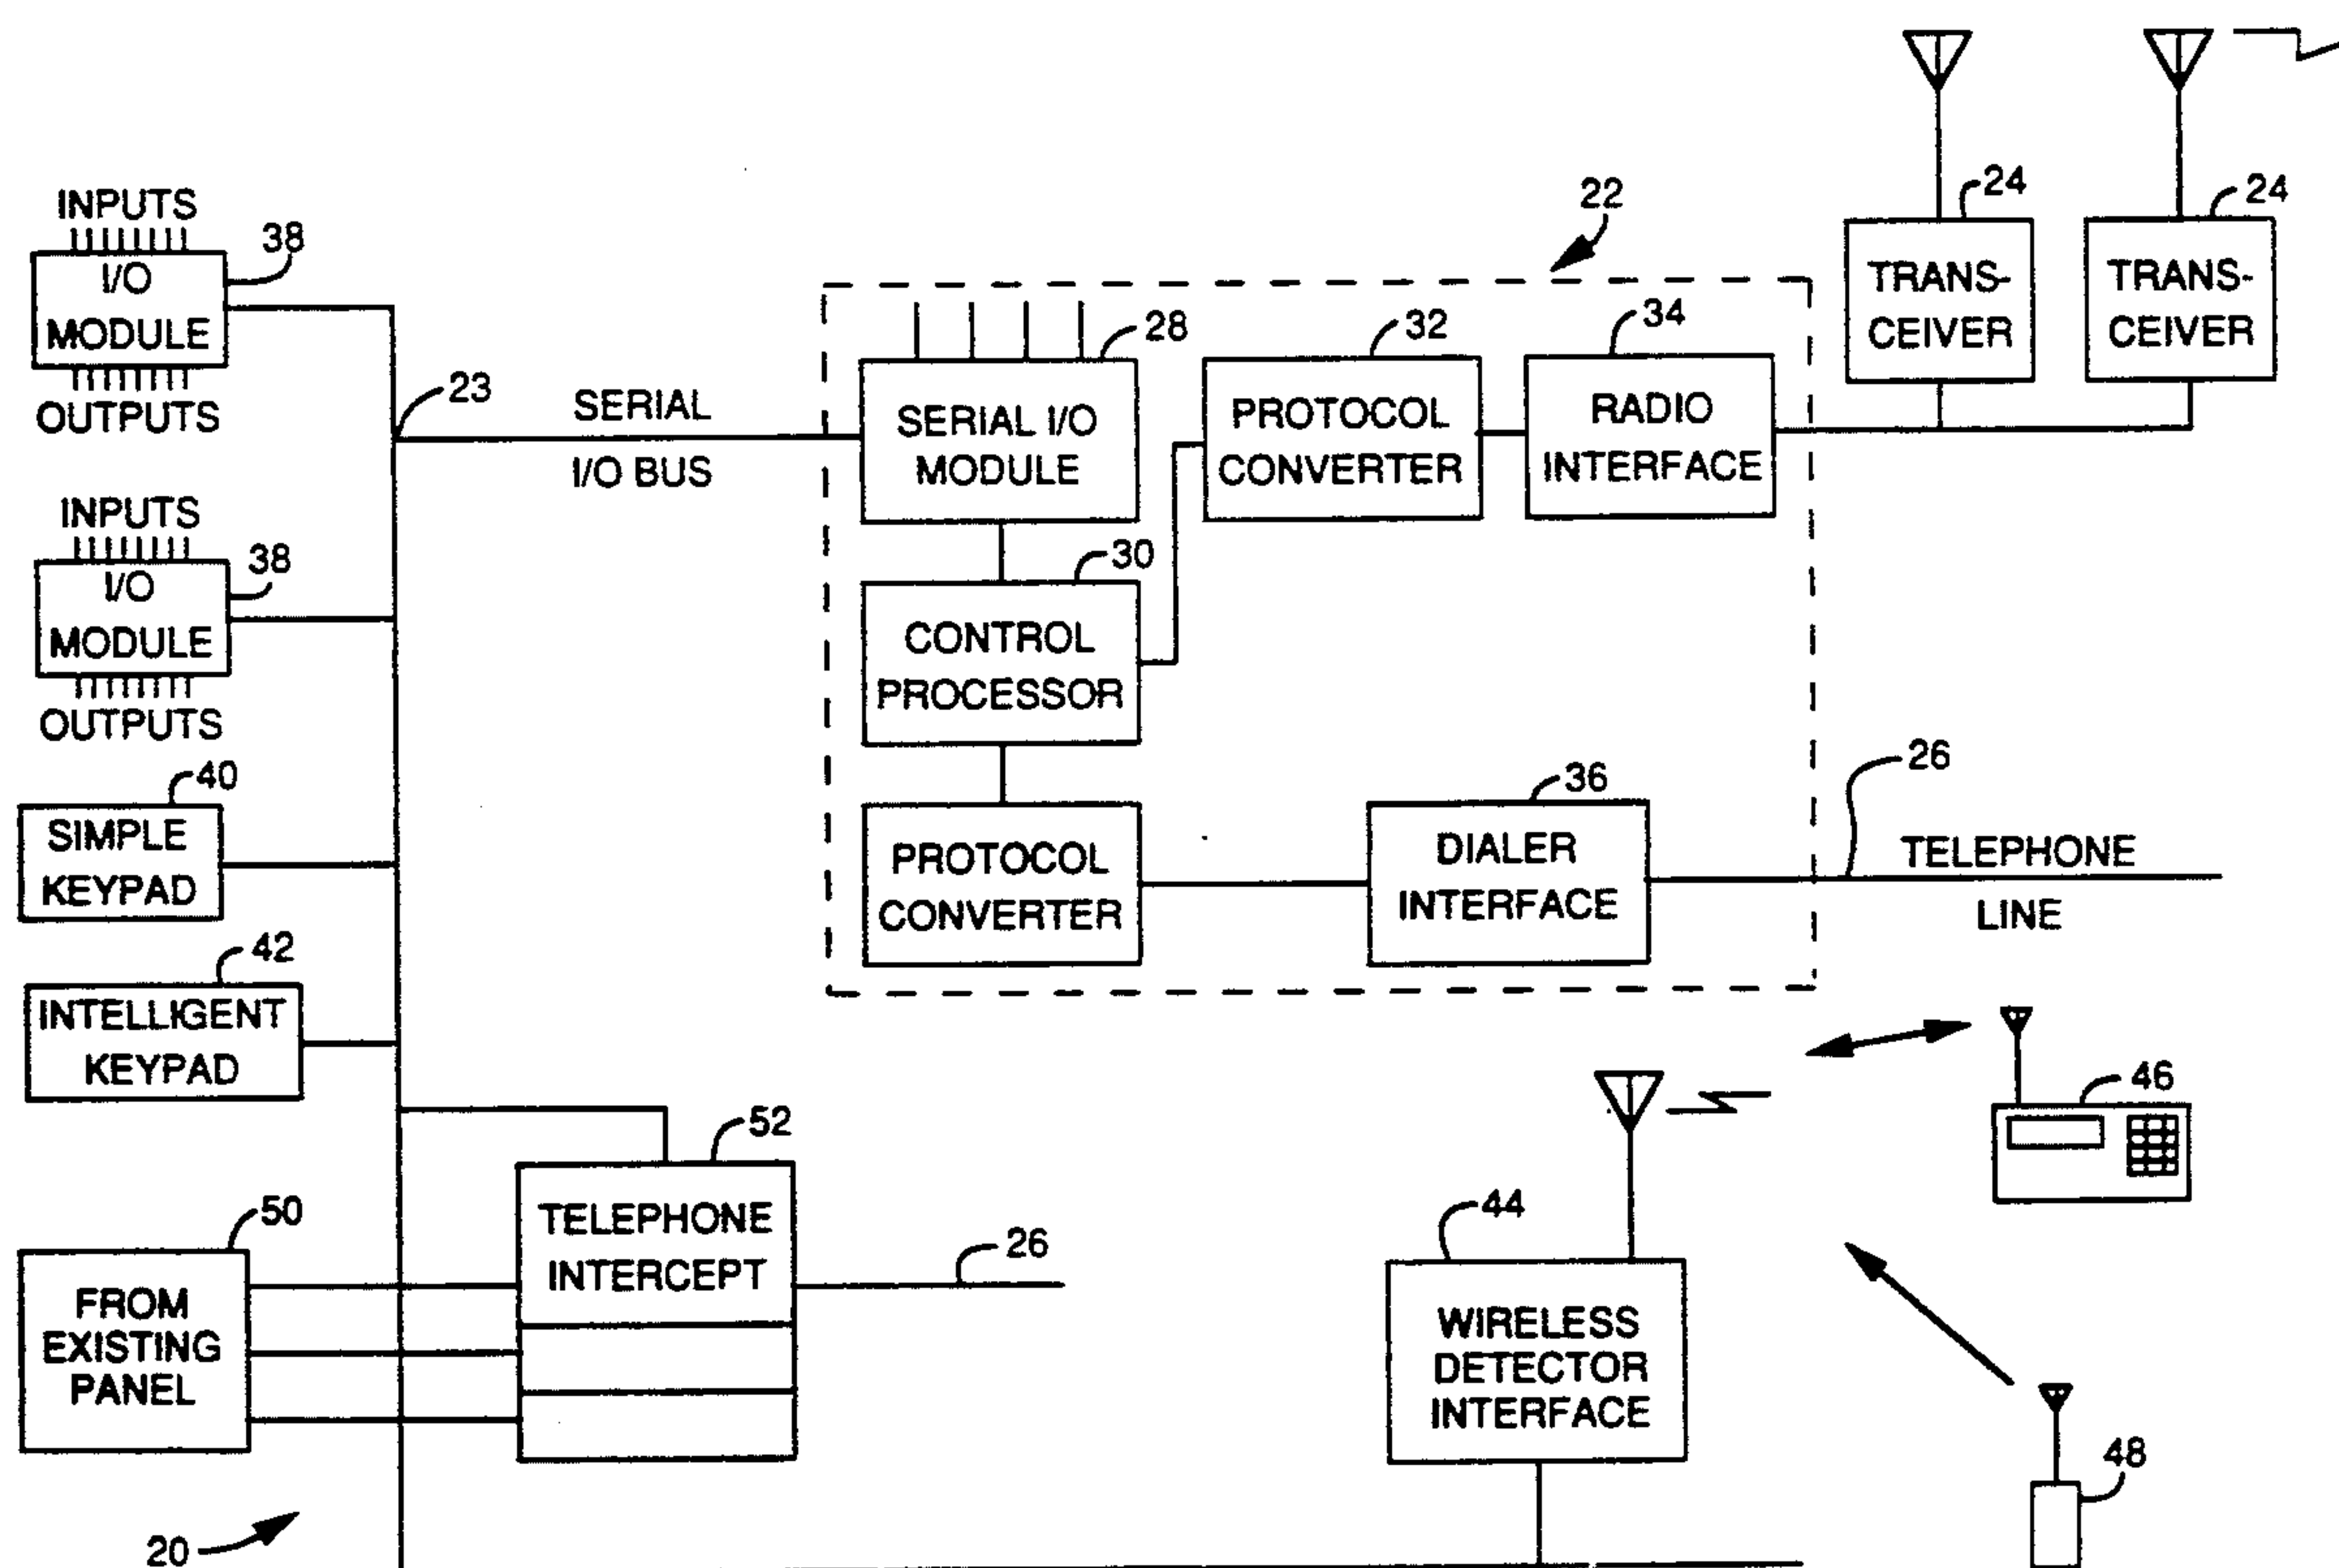 INPUTS
I/O
MODULE
OUTPUTS
38
INPUTS
I/O
MODULE
OUTPUTS
38
40
SIMPLE
KEYPAD
42
INTELLIGENT
KEYPAD
50
FROM
EXISTING
PANEL
20
23
SERIAL
I/O BUS
52
TELEPHONE
INTERCEPT
26
22
28
SERIAL I/O
MODULE
30
CONTROL
PROCESSOR
PROTOCOL
CONVERTER
32
PROTOCOL
CONVERTER
34
RADIO
INTERFACE
36
DIALER
INTERFACE
24
TRANS-
CEIVER
24
TRANS-
CEIVER
26
TELEPHONE
LINE
44
WIRELESS
DETECTOR
INTERFACE
46
48